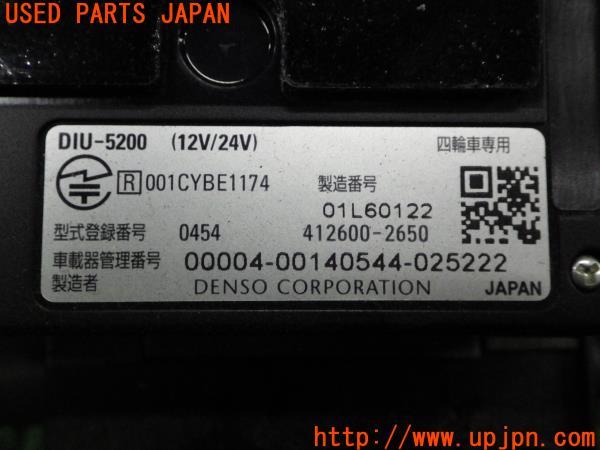 USED PARTS JAPAN
DIU-5200 (12V/24V) 四輪車専用
R 001CYBE1174 製造番号
01L60122
型式登録番号 0454 412600-2650
車載器管理番号 00004-00140544-025222
製造者 DENSO CORPORATION JAPAN
UPJ http://www.upjpn.com/